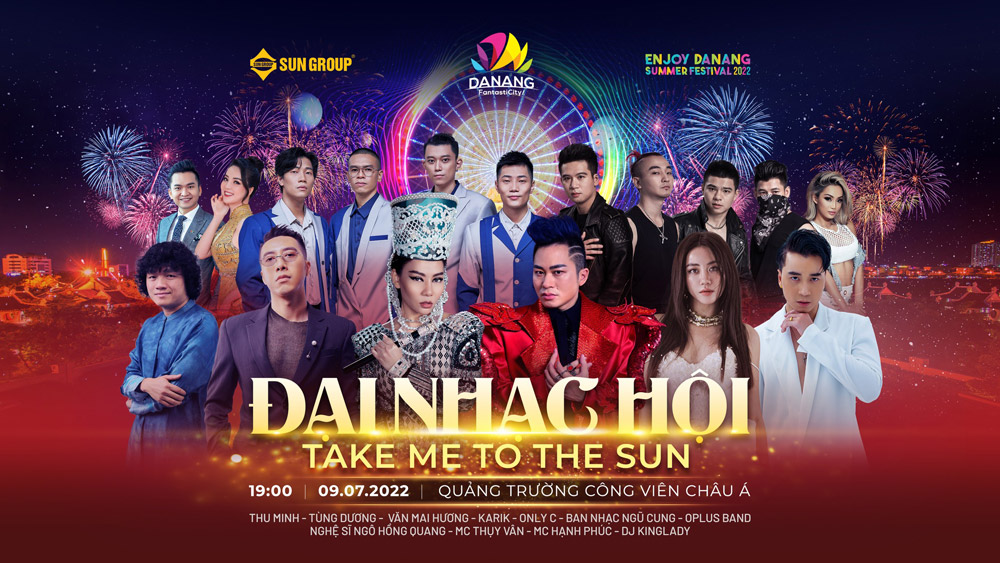 SUN GROUP
SUN GROUP
DANANG
FantastiCity!
ENJOY DANANG
SUMMER FESTIVAL 2022
ĐẠI NHẠC HỘI
TAKE ME TO THE SUN
19:00 | 09.07.2022 | QUẢNG TRƯỜNG CÔNG VIÊN CHÂU Á
THU MINH - TÙNG DƯƠNG - VĂN MAI HƯƠNG - KARIK - ONLY C - BAN NHẠC NGŨ CUNG - OPLUS BAND
NGHỆ SĨ NGÔ HỒNG QUANG - MC THỤY VÂN - MC HẠNH PHÚC - DJ KINGLADY